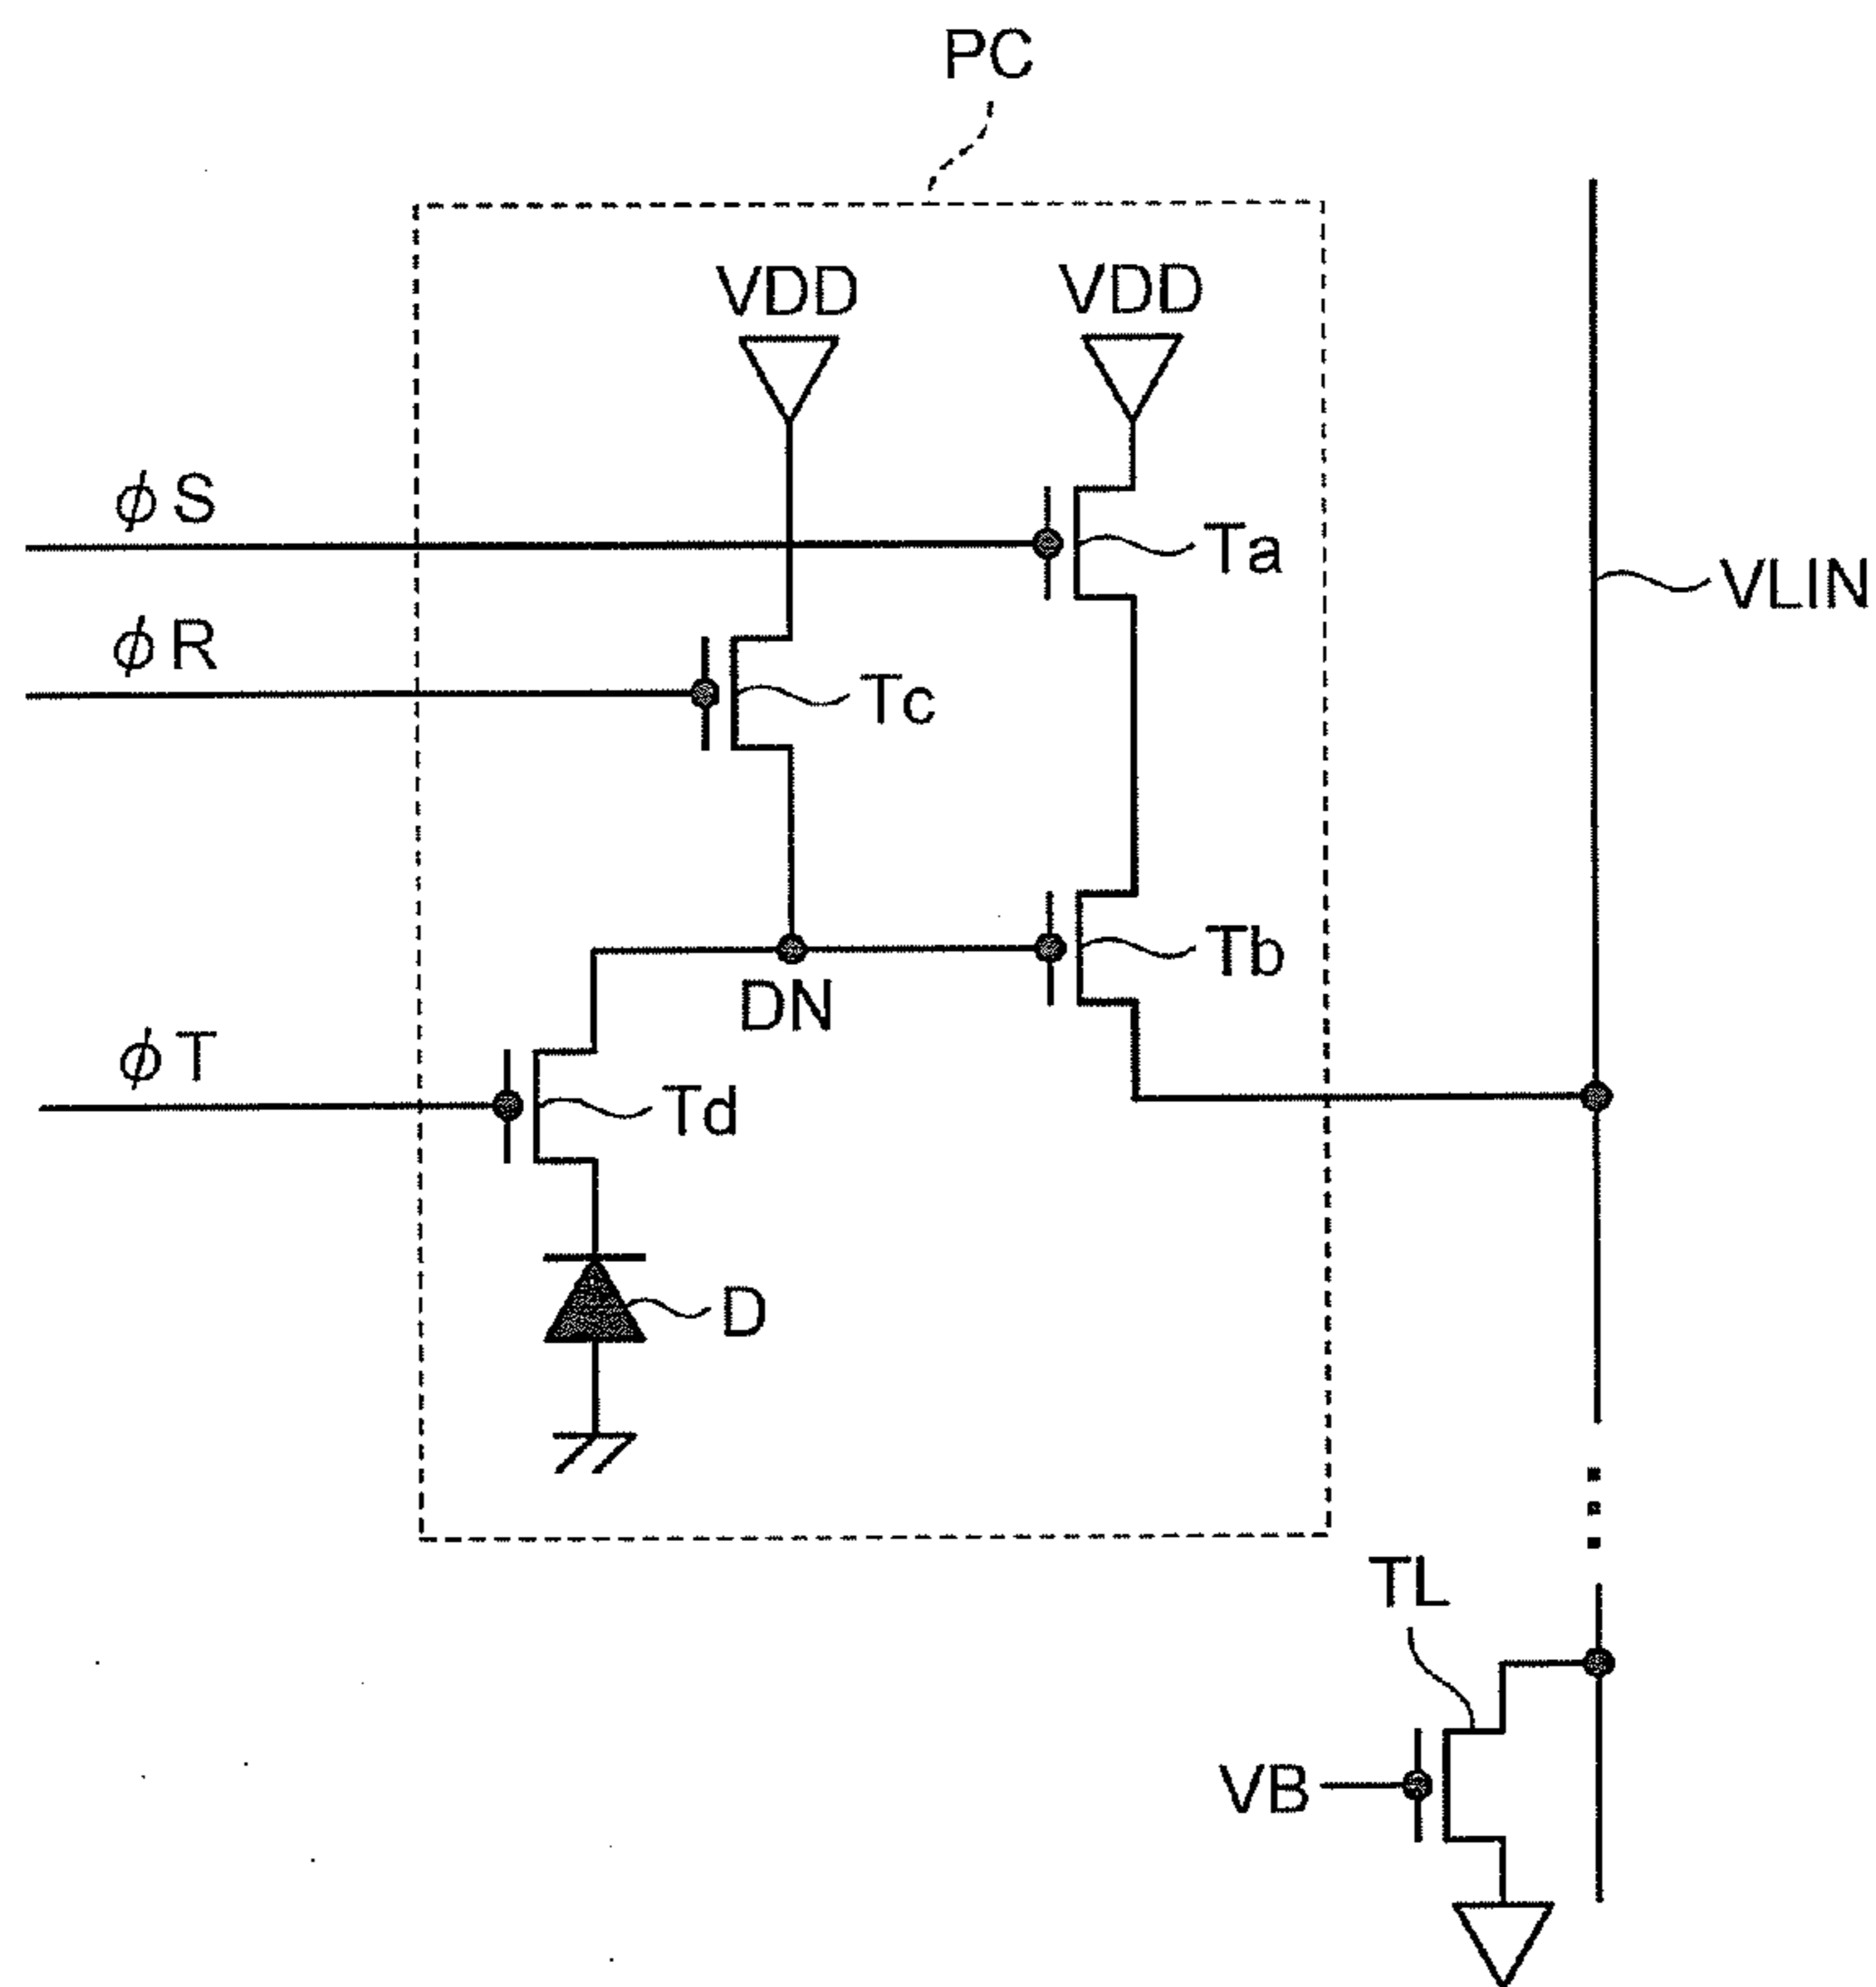 PC
VDD VDD
ϕS
Ta
VLIN
ϕR
Tc
Tb
DN
ϕT
Td
D
TL
VB